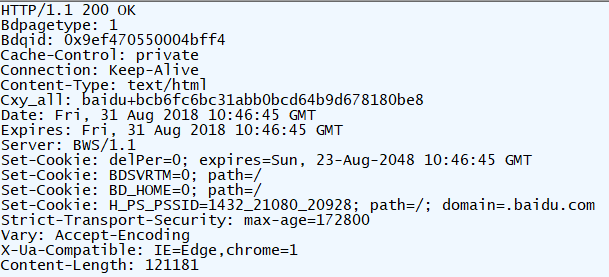 HTTP/1.1 200 OK
Bdpagetype: 1
Bdqid: 0x9ef470550004bff4
Cache-Control: private
Connection: Keep-Alive
Content-Type: text/html
Cxy_all: baidu+bcb6fc6bc31abb0bcd64b9d678180be8
Date: Fri, 31 Aug 2018 10:46:45 GMT
Expires: Fri, 31 Aug 2018 10:46:45 GMT
Server: BWS/1.1
Set-Cookie: delPer=0; expires=Sun, 23-Aug-2048 10:46:45 GMT
Set-Cookie: BDSVRTM=0; path=/
Set-Cookie: BD_HOME=0; path=/
Set-Cookie: H_PS_PSSID=1432_21080_20928; path=/; domain=.baidu.com
Strict-Transport-Security: max-age=172800
Vary: Accept-Encoding
X-Ua-Compatible: IE=Edge,chrome=1
Content-Length: 121181